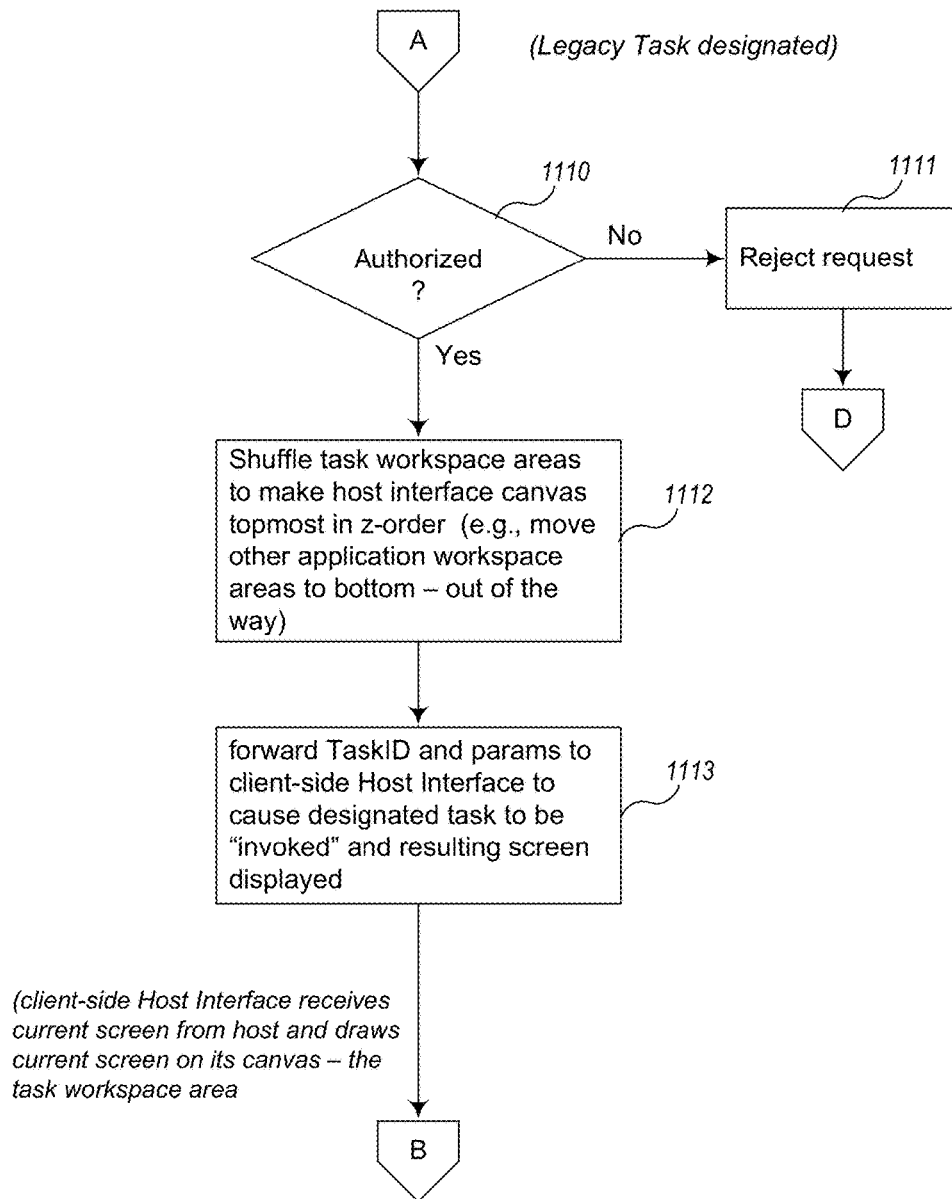 A
(Legacy Task designated)
1110
1111
Authorized
?
No
Reject request
Yes
D
Shuffle task workspace areas
to make host interface canvas
topmost in z-order (e.g., move
other application workspace
areas to bottom – out of the
way)
1112
forward TaskID and params to
client-side Host Interface to
cause designated task to be
“invoked” and resulting screen
displayed
1113
(client-side Host Interface receives
current screen from host and draws
current screen on its canvas – the
task workspace area
B